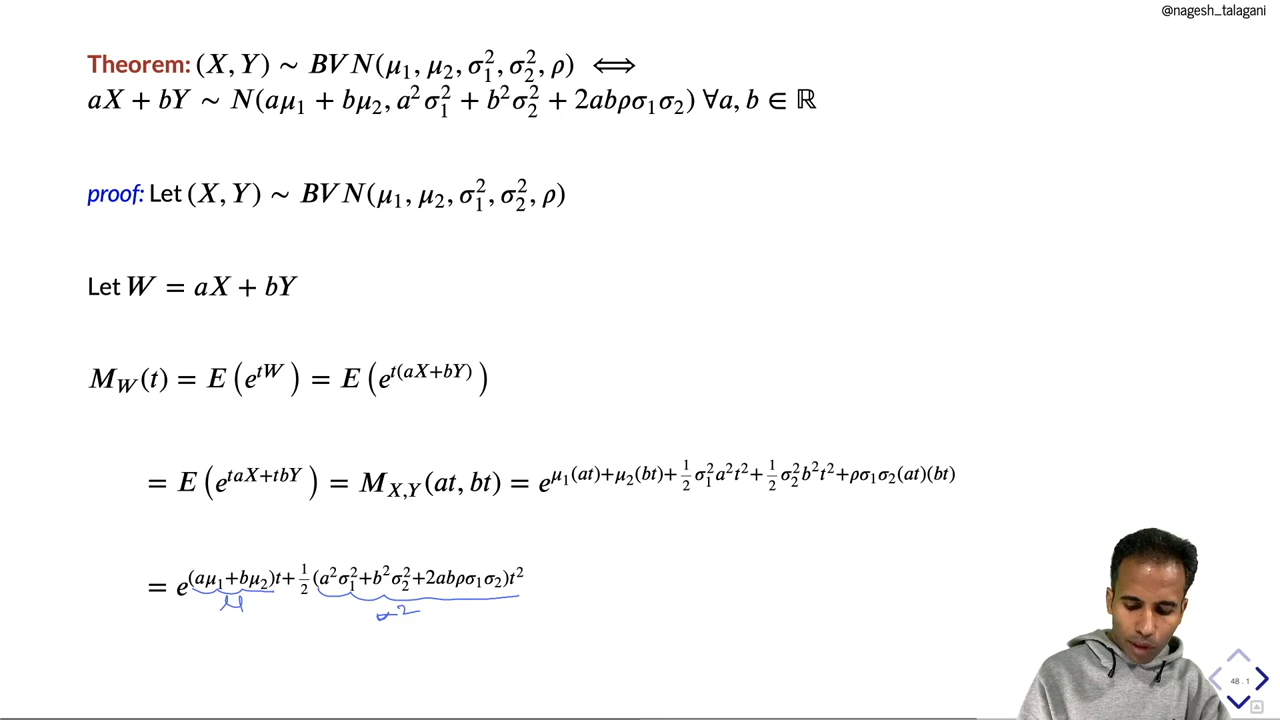 @nagesh_talagani
Theorem: (X, Y) ∼ BVN(μ₁, μ₂, σ₁², σ₂², ρ) ⟺
aX + bY ∼ N(aμ₁ + bμ₂, a²σ₁² + b²σ₂² + 2abρσ₁σ₂) ∀a, b ∈ ℝ
proof: Let (X, Y) ∼ BVN(μ₁, μ₂, σ₁², σ₂², ρ)
Let W = aX + bY
M_W(t) = E(e^{tW}) = E(e^{t(aX+bY)})
= E(e^{taX+tbY}) = M_{X,Y}(at, bt) = e^{μ₁(at)+μ₂(bt)+½σ₁²a²t²+½σ₂²b²t²+ρσ₁σ₂(at)(bt)}
= e^{(aμ₁+bμ₂)t+½(a²σ₁²+b²σ₂²+2abρσ₁σ₂)t²}
μ σ²
48.1